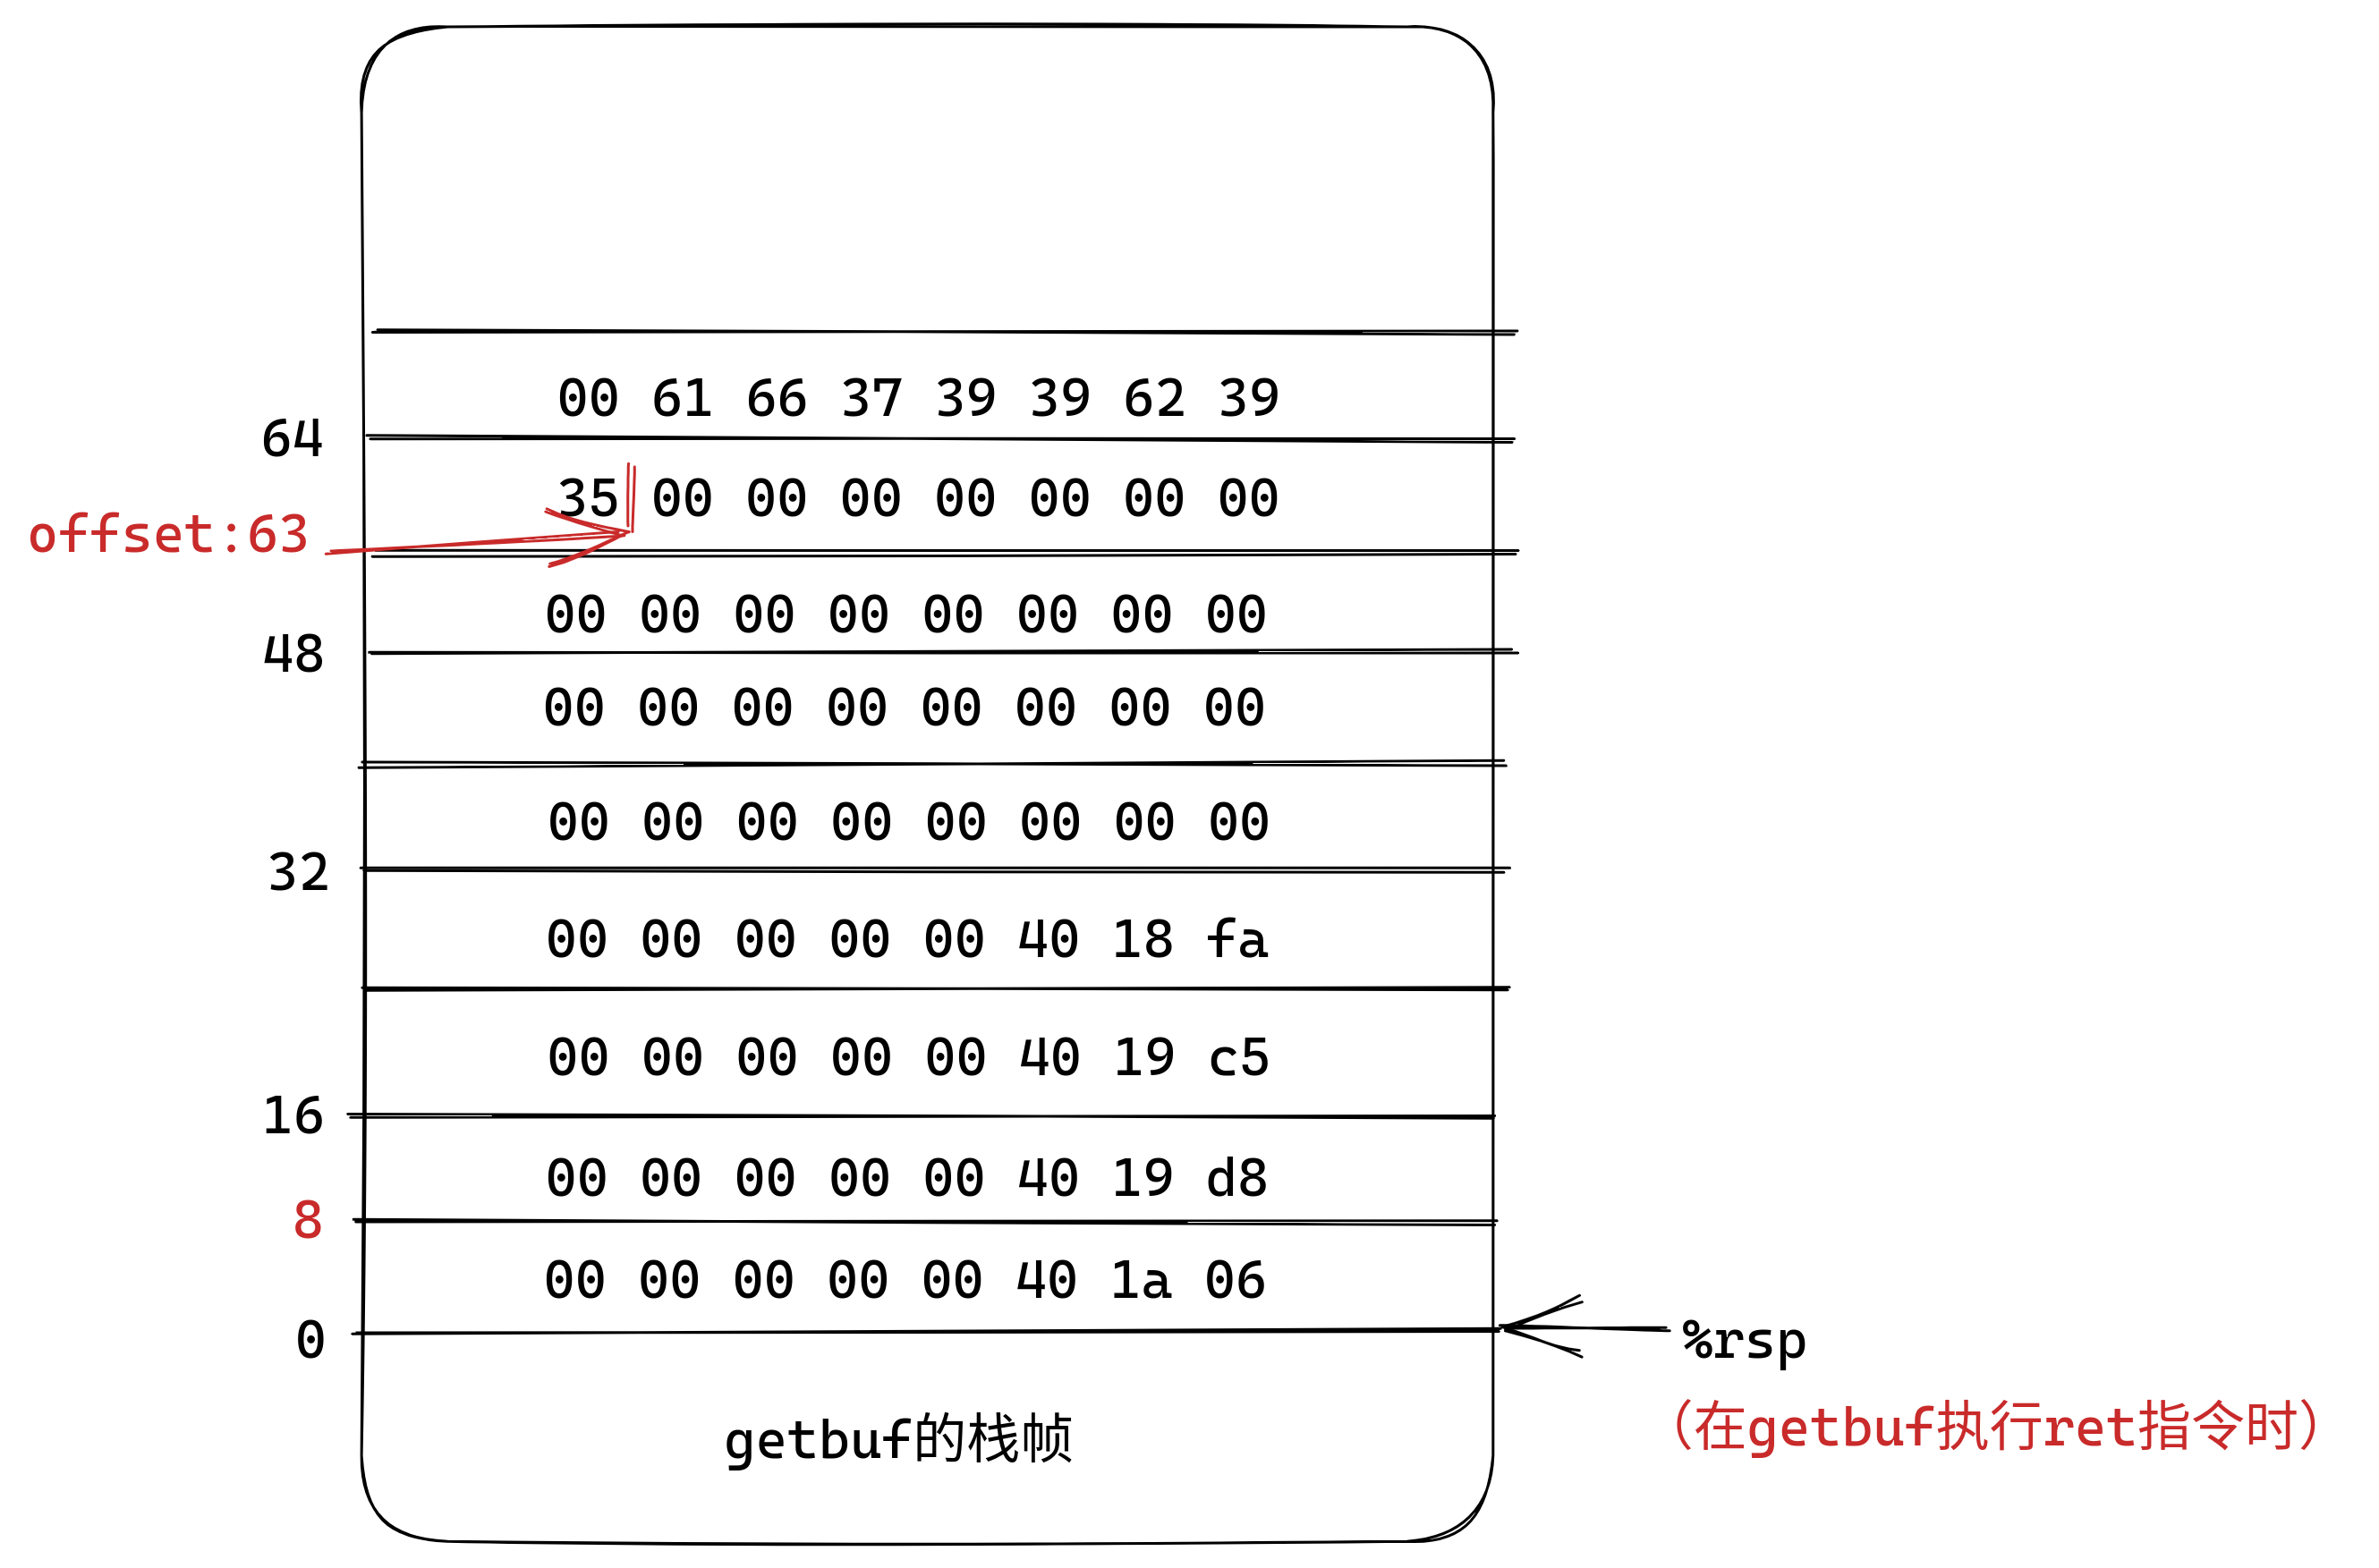 00 61 66 37 39 39 62 39
64
35 00 00 00 00 00 00 00
offset:63
00 00 00 00 00 00 00 00
48
00 00 00 00 00 00 00 00
00 00 00 00 00 00 00 00
32
00 00 00 00 00 40 18 fa
00 00 00 00 00 40 19 c5
16
00 00 00 00 00 40 19 d8
8
00 00 00 00 00 40 1a 06
0
%rsp
（在getbuf执行ret指令时）
getbuf的栈帧